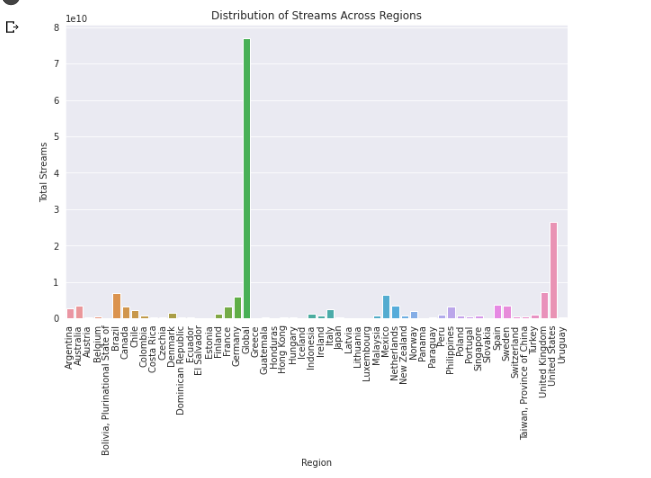 Distribution of Streams Across Regions
1e10
8
7
6
5
4
3
2
1
0
Total Streams
Argentina
Australia
Austria
Belgium
Bolivia, Plurinational State of
Brazil
Canada
Chile
Colombia
Costa Rica
Czechia
Denmark
Dominican Republic
Ecuador
El Salvador
Estonia
Finland
France
Germany
Global
Greece
Guatemala
Honduras
Hong Kong
Hungary
Iceland
Indonesia
Ireland
Italy
Japan
Latvia
Lithuania
Luxembourg
Malaysia
Mexico
Netherlands
New Zealand
Norway
Panama
Paraguay
Peru
Philippines
Poland
Portugal
Singapore
Slovakia
Spain
Sweden
Switzerland
Taiwan, Province of China
Turkey
United Kingdom
United States
Uruguay
Region